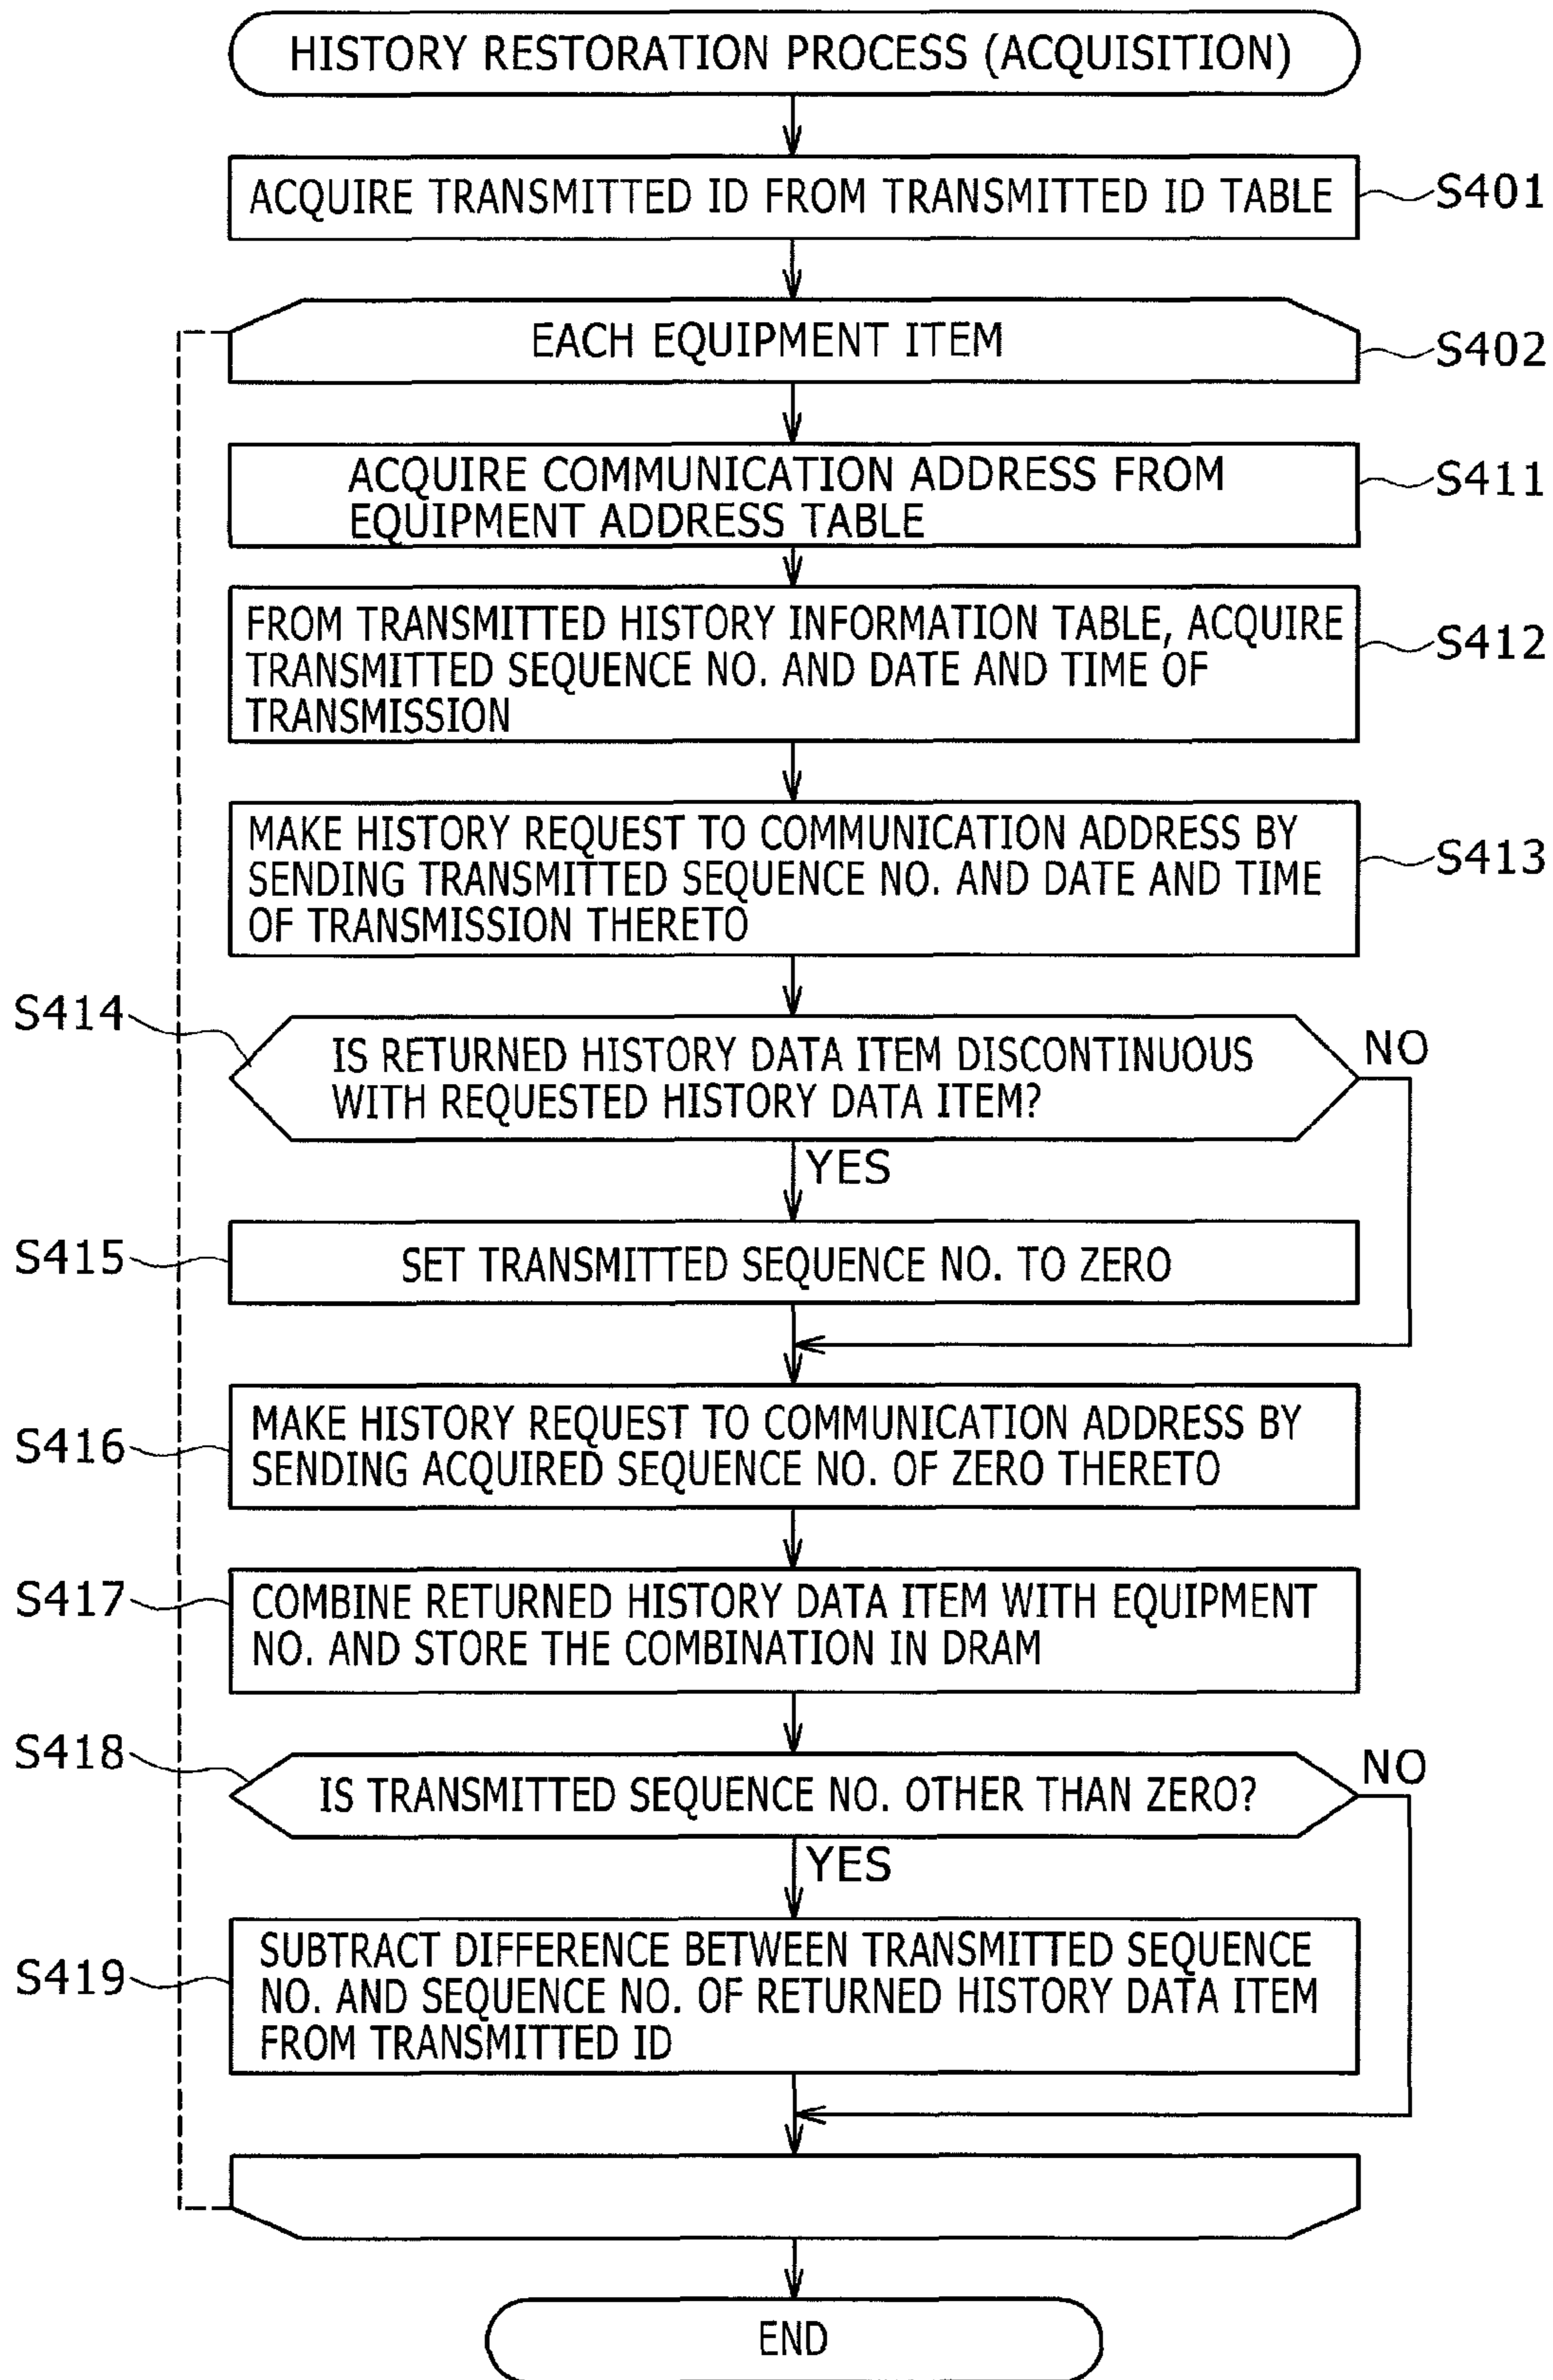 HISTORY RESTORATION PROCESS (ACQUISITION)
ACQUIRE TRANSMITTED ID FROM TRANSMITTED ID TABLE
S401
EACH EQUIPMENT ITEM
S402
ACQUIRE COMMUNICATION ADDRESS FROM
EQUIPMENT ADDRESS TABLE
S411
FROM TRANSMITTED HISTORY INFORMATION TABLE, ACQUIRE
TRANSMITTED SEQUENCE NO. AND DATE AND TIME OF
TRANSMISSION
S412
MAKE HISTORY REQUEST TO COMMUNICATION ADDRESS BY
SENDING TRANSMITTED SEQUENCE NO. AND DATE AND TIME
OF TRANSMISSION THERETO
S413
S414
IS RETURNED HISTORY DATA ITEM DISCONTINUOUS
WITH REQUESTED HISTORY DATA ITEM?
NO
YES
S415
SET TRANSMITTED SEQUENCE NO. TO ZERO
S416
MAKE HISTORY REQUEST TO COMMUNICATION ADDRESS BY
SENDING ACQUIRED SEQUENCE NO. OF ZERO THERETO
S417
COMBINE RETURNED HISTORY DATA ITEM WITH EQUIPMENT
NO. AND STORE THE COMBINATION IN DRAM
S418
IS TRANSMITTED SEQUENCE NO. OTHER THAN ZERO?
NO
YES
S419
SUBTRACT DIFFERENCE BETWEEN TRANSMITTED SEQUENCE
NO. AND SEQUENCE NO. OF RETURNED HISTORY DATA ITEM
FROM TRANSMITTED ID
END